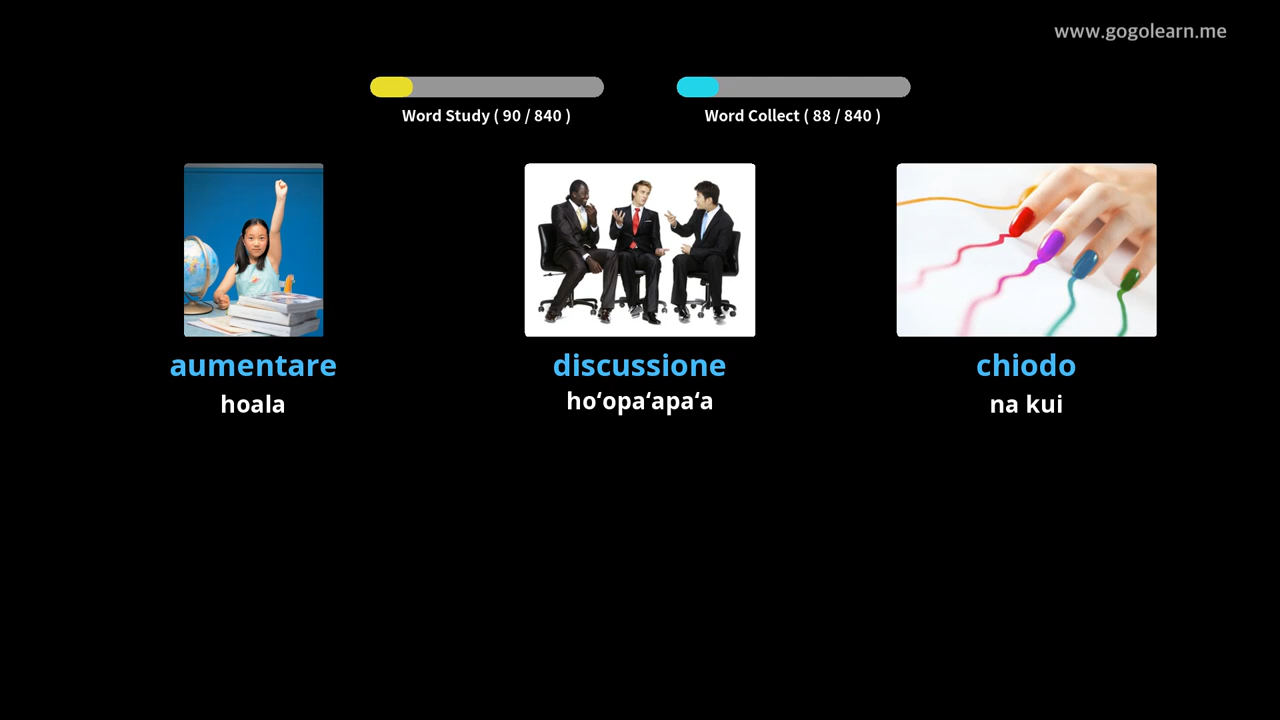 www.gogolearn.me
Word Study ( 90 / 840 )
Word Collect ( 88 / 840 )
aumentare
hoala
discussione
hoʻopaʻapaʻa
chiodo
na kui